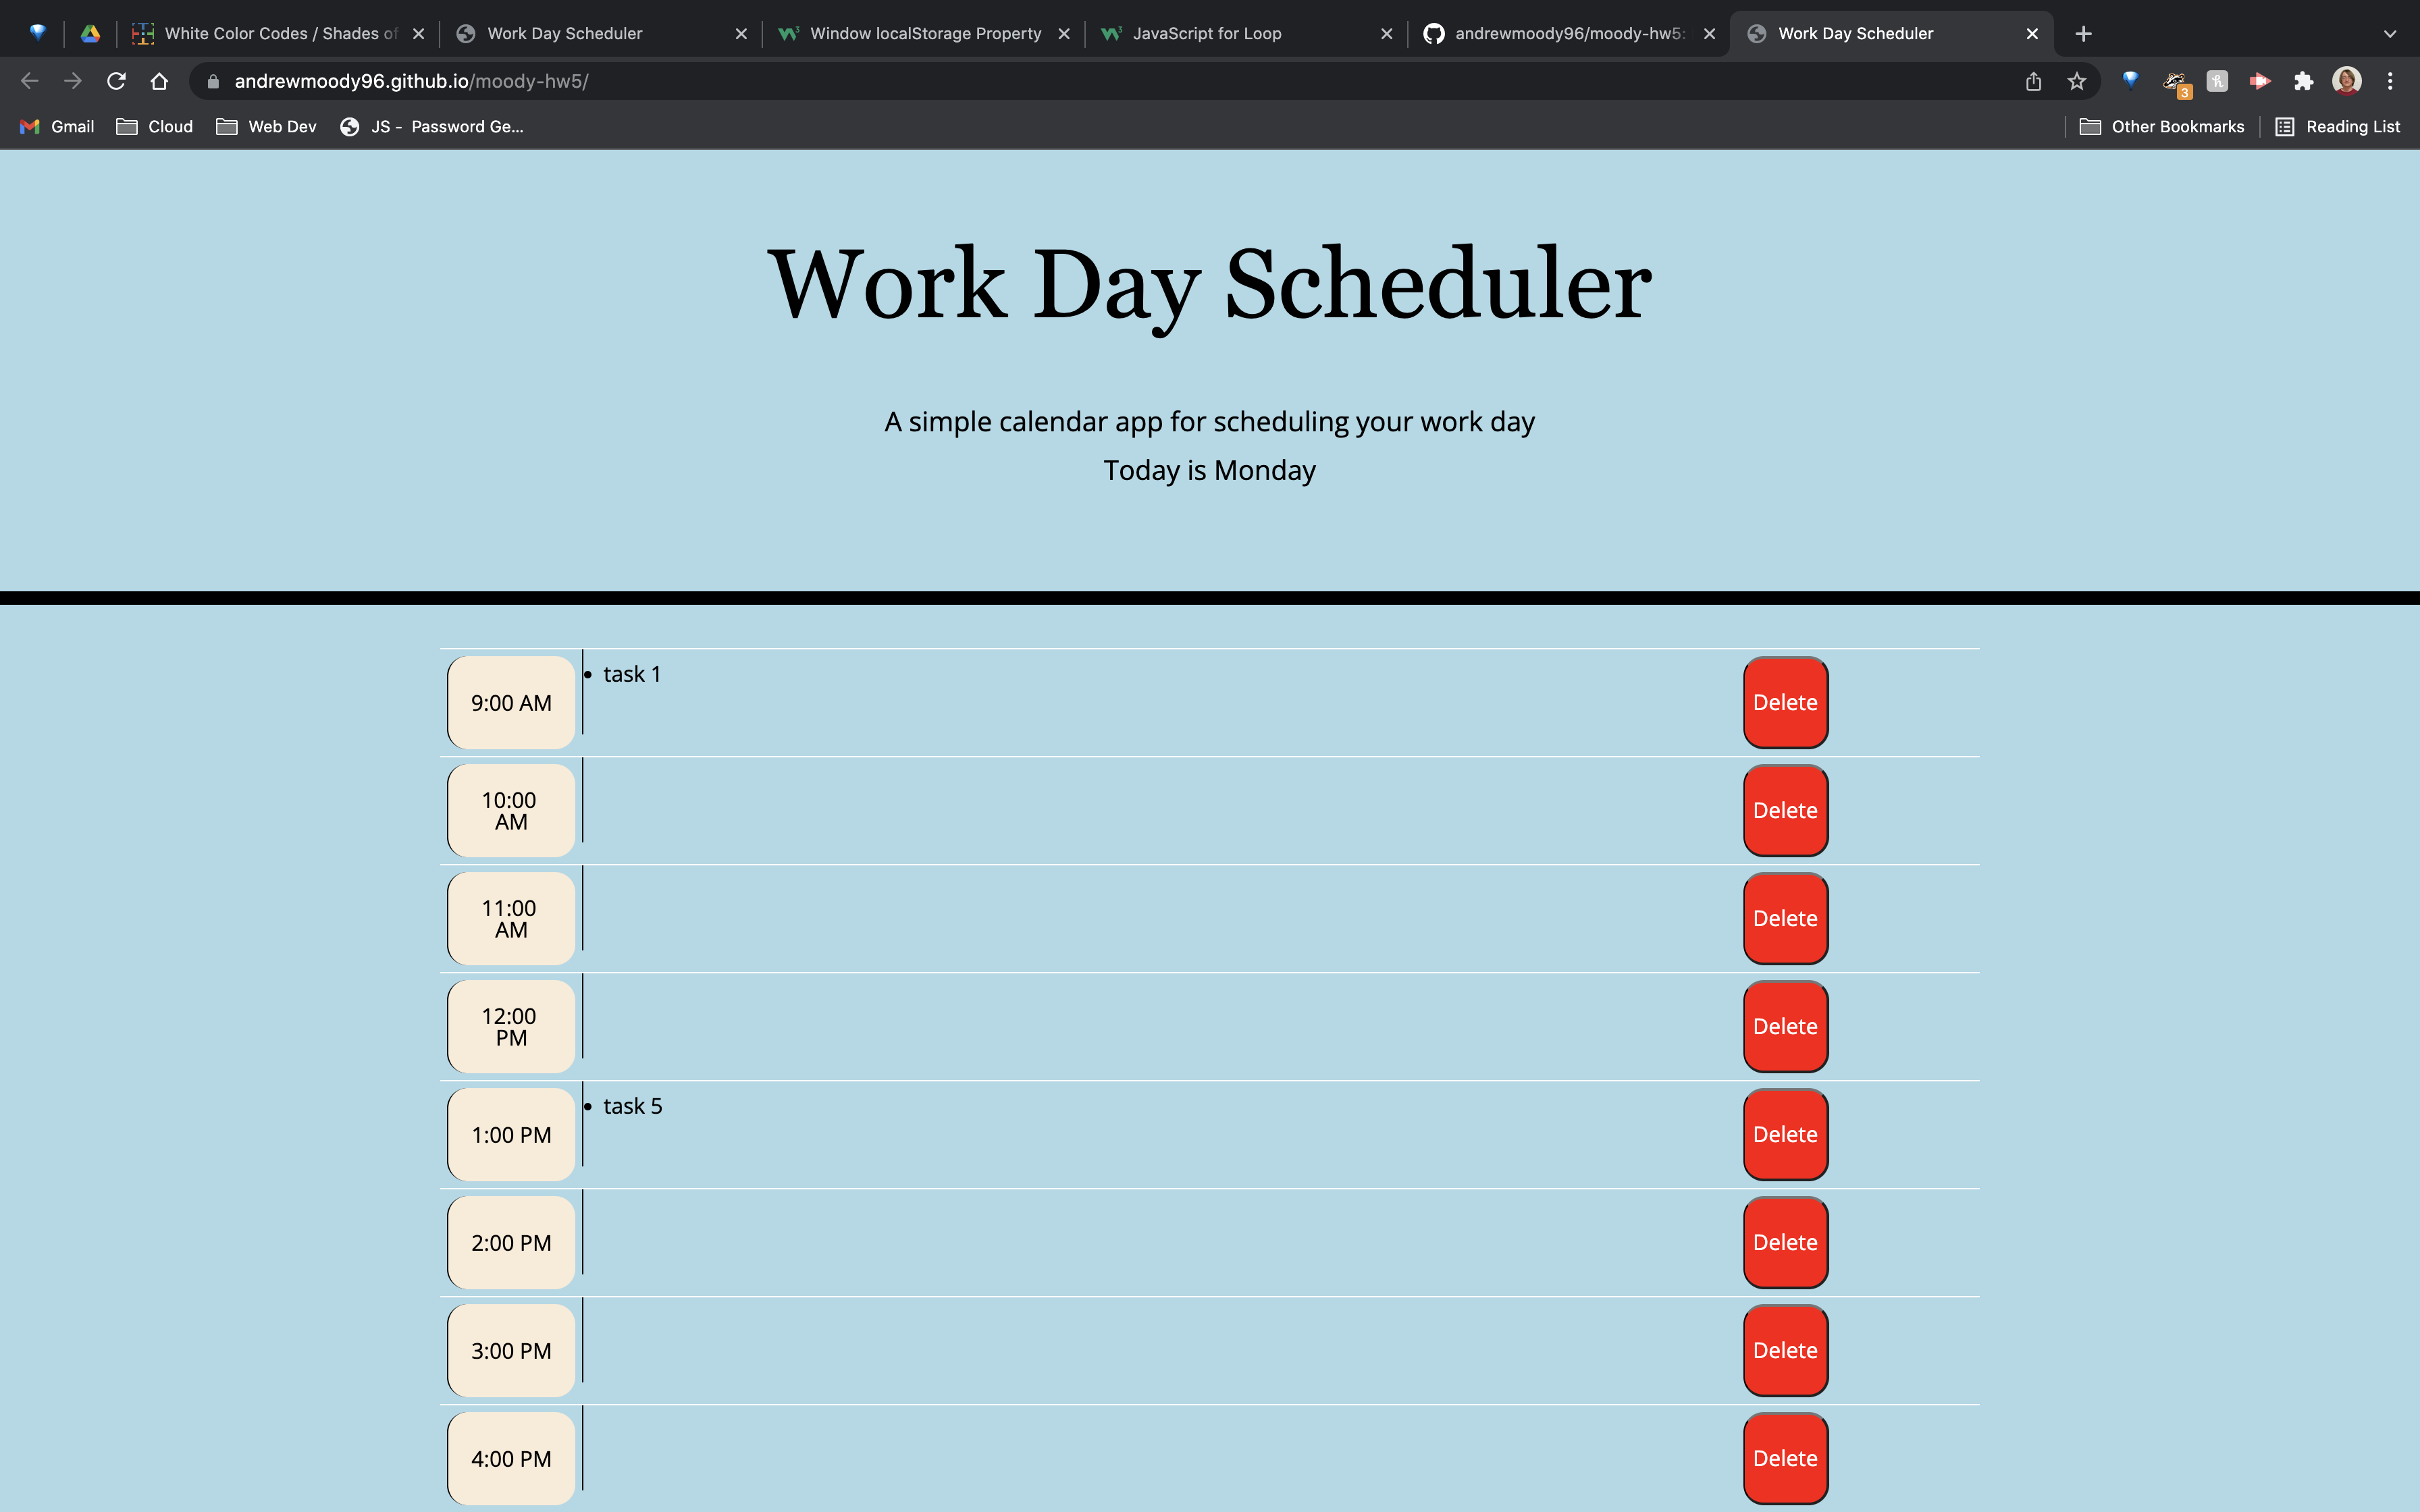 White Color Codes / Shades of
Work Day Scheduler
Window localStorage Property
JavaScript for Loop
andrewmoody96/moody-hw5:
Work Day Scheduler
andrewmoody96.github.io/moody-hw5/
3
Gmail
Cloud
Web Dev
JS - Password Ge...
Other Bookmarks
Reading List
Work Day Scheduler
A simple calendar app for scheduling your work day
Today is Monday
9:00 AM
task 1
Delete
10:00
AM
Delete
11:00
AM
Delete
12:00
PM
Delete
1:00 PM
task 5
Delete
2:00 PM
Delete
3:00 PM
Delete
4:00 PM
Delete